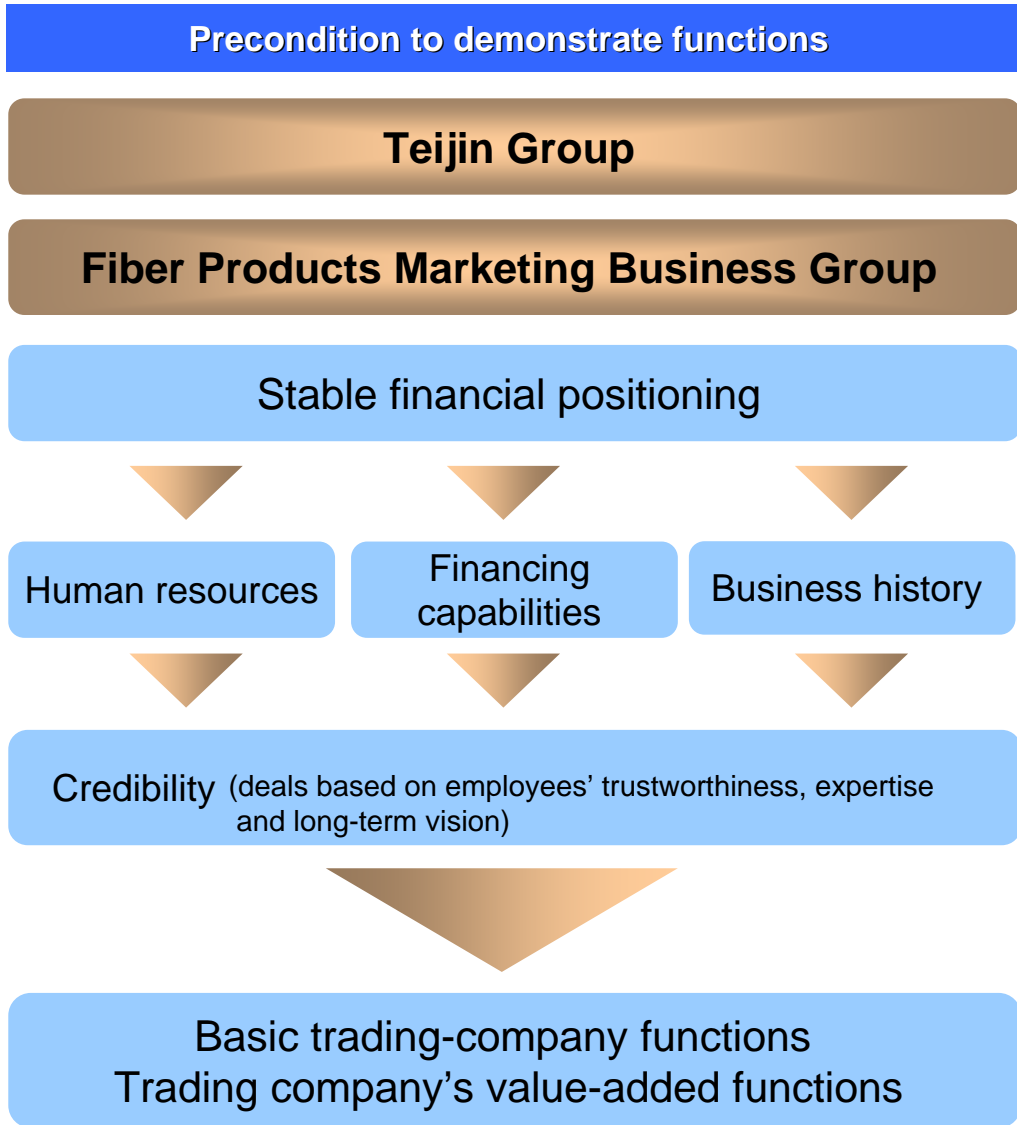 Precondition to demonstrate functions
Teijin Group
Fiber Products Marketing Business Group
Stable financial positioning
Human resources
Financing
capabilities
Business history
Credibility (deals based on employees’ trustworthiness, expertise
and long-term vision)
Basic trading-company functions
Trading company’s value-added functions